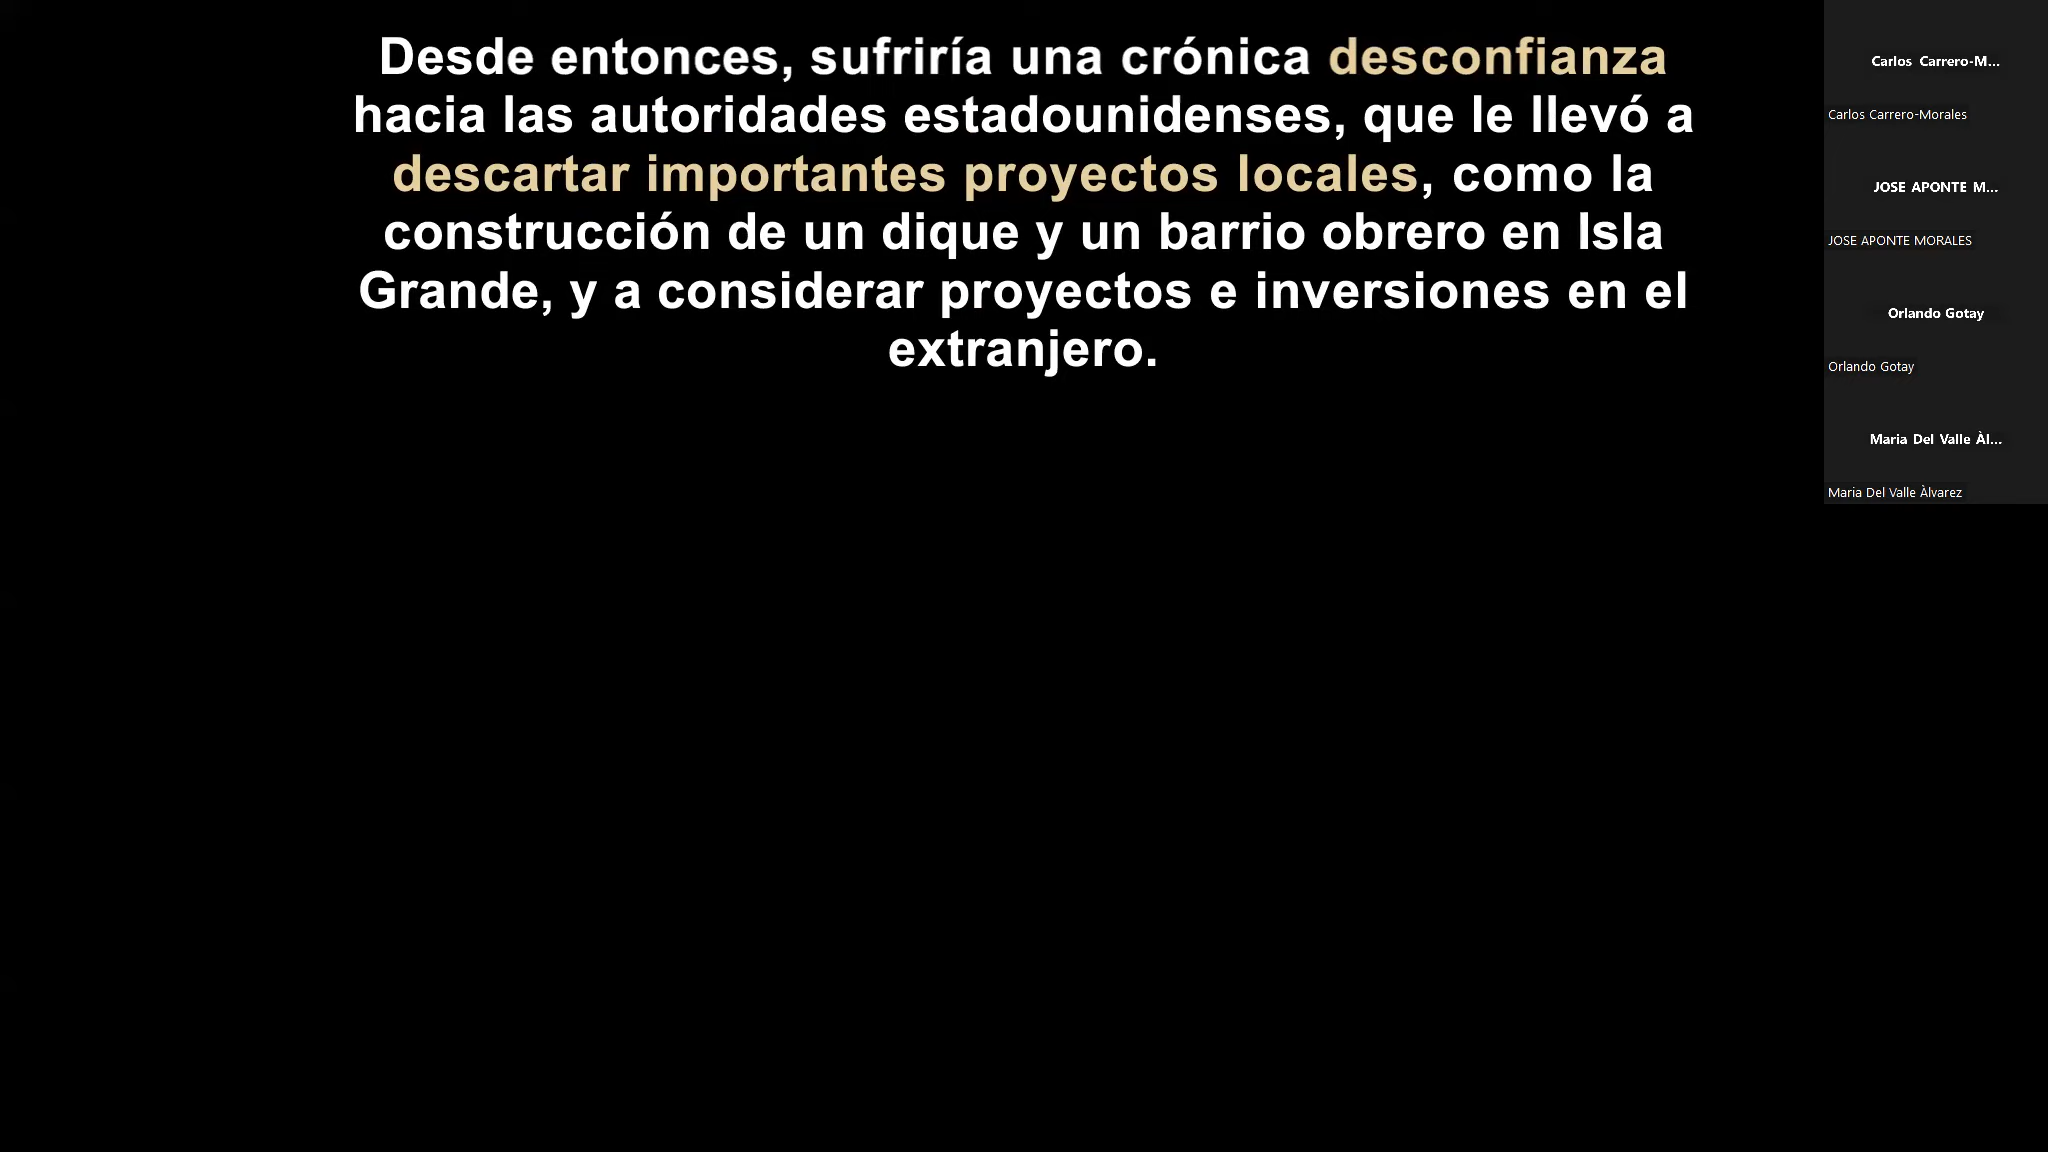 Desde entonces, sufriría una crónica desconfianza
hacia las autoridades estadounidenses, que le llevó a
descartar importantes proyectos locales, como la
construcción de un dique y un barrio obrero en Isla
Grande, y a considerar proyectos e inversiones en el
extranjero.
Carlos Carrero-M...
Carlos Carrero-Morales
JOSE APONTE M...
JOSE APONTE MORALES
Orlando Gotay
Orlando Gotay
Maria Del Valle Àl...
Maria Del Valle Àlvarez